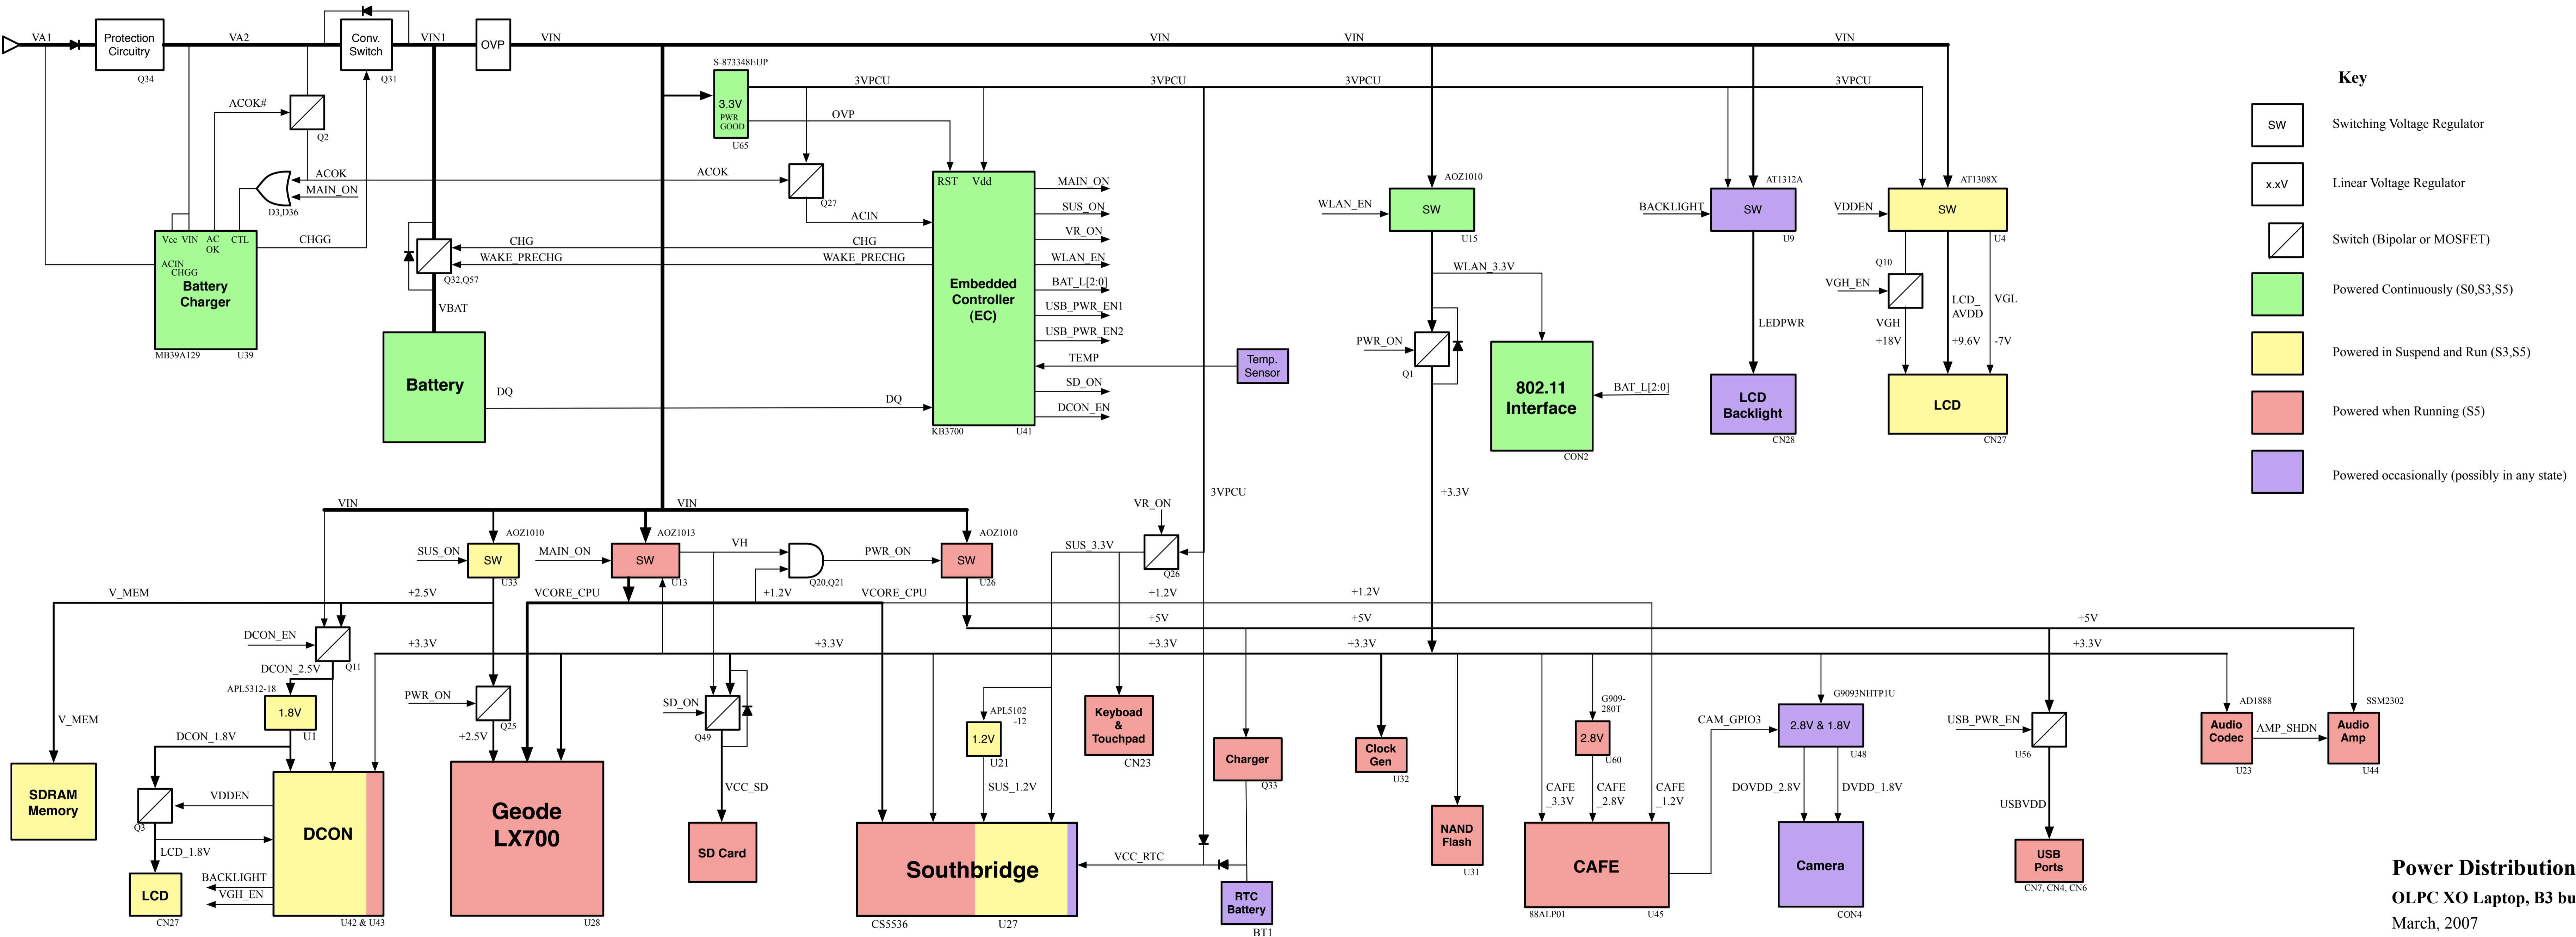 VA1
Protection
Circuitry
Q34
VA2
Conv.
Switch
Q31
VIN1
OVP
VIN
VIN
VIN
VIN
ACOK#
Q2
ACOK
MAIN_ON
D3,D36
CHGG
Vcc VIN AC OK CTL
ACIN
CHGG
Battery
Charger
MB39A129
U39
S-873348EUP
3.3V
PWR
GOOD
U65
3VPCU
3VPCU
3VPCU
3VPCU
OVP
ACOK
Q27
ACIN
CHG
CHG
WAKE_PRECHG
WAKE_PRECHG
Q32,Q57
VBAT
Battery
DQ
DQ
RST
Vdd
Embedded
Controller
(EC)
KB3700
U41
MAIN_ON
SUS_ON
VR_ON
WLAN_EN
BAT_L[2:0]
USB_PWR_EN1
USB_PWR_EN2
TEMP
SD_ON
DCON_EN
Temp.
Sensor
AOZ1010
WLAN_EN
SW
U15
WLAN_3.3V
PWR_ON
Q1
802.11
Interface
CON2
BAT_L[2:0]
AT1312A
BACKLIGHT
SW
U9
LEDPWR
LCD
Backlight
CN28
AT1308X
VDDEN
SW
U4
Q10
VGH_EN
VGH
+18V
LCD_
AVDD
+9.6V
VGL
-7V
LCD
CN27
Key
SW
Switching Voltage Regulator
x.xV
Linear Voltage Regulator
Switch (Bipolar or MOSFET)
Powered Continuously (S0,S3,S5)
Powered in Suspend and Run (S3,S5)
Powered when Running (S5)
Powered occasionally (possibly in any state)
VIN
VIN
3VPCU
+3.3V
SUS_ON
AOZ1010
SW
U33
MAIN_ON
AOZ1013
SW
U13
VH
Q20,Q21
PWR_ON
AOZ1010
SW
U26
VR_ON
SUS_3.3V
Q26
V_MEM
+2.5V
VCORE_CPU
+1.2V
VCORE_CPU
+1.2V
+1.2V
+5V
+5V
+5V
DCON_EN
Q11
+3.3V
+3.3V
+3.3V
+3.3V
+3.3V
DCON_2.5V
APL5312-18
1.8V
U1
V_MEM
DCON_1.8V
SDRAM
Memory
Q3
VDDEN
LCD_1.8V
BACKLIGHT
VGH_EN
LCD
CN27
DCON
U42 & U43
PWR_ON
Q25
+2.5V
Geode
LX700
U28
SD_ON
Q49
VCC_SD
SD Card
APL5102
-12
1.2V
U21
SUS_1.2V
Southbridge
CS5536
U27
Keyboad
&
Touchpad
CN23
Charger
Q33
VCC_RTC
RTC
Battery
BT1
Clock
Gen
U32
NAND
Flash
U31
G909-
280T
2.8V
U60
CAFE
_3.3V
CAFE
_2.8V
CAFE
_1.2V
CAFE
88ALP01
U45
CAM_GPIO3
G9093NHTP1U
2.8V & 1.8V
U48
DOVDD_2.8V
DVDD_1.8V
Camera
CON4
USB_PWR_EN
U56
USBVDD
USB
Ports
CN7, CN4, CN6
AD1888
Audio
Codec
U23
AMP_SHDN
SSM2302
Audio
Amp
U44
Power Distribution
OLPC XO Laptop, B3 bu
March, 2007